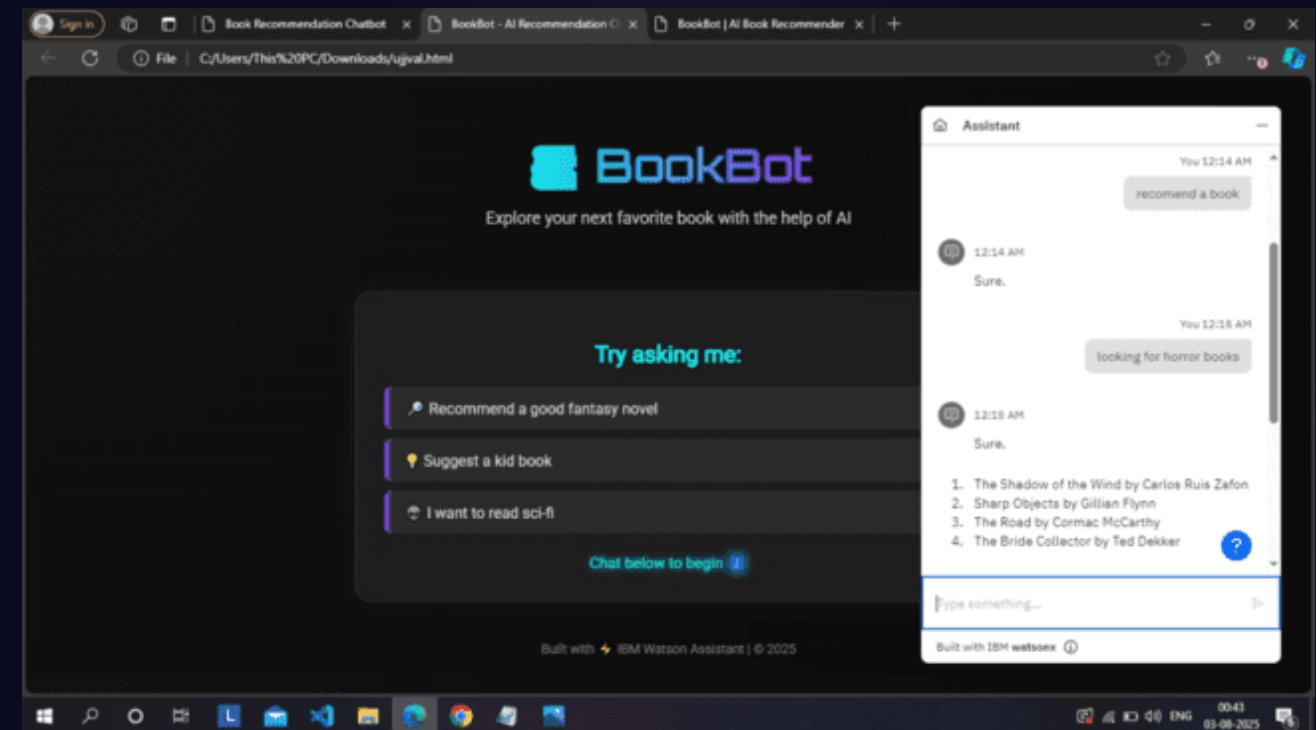 Sign in
Book Recommendation Chatbot
BookBot - AI Recommendation C
BookBot | AI Book Recommender
File
C:/Users/This%20PC/Downloads/ujjval.html
BookBot
Explore your next favorite book with the help of AI
Try asking me:
Recommend a good fantasy novel
Suggest a kid book
I want to read sci-fi
Chat below to begin
Built with ⚡ IBM Watson Assistant | © 2025
Assistant
You 12:14 AM
recomend a book
12:14 AM
Sure.
You 12:16 AM
looking for horror books
12:16 AM
Sure.
1. The Shadow of the Wind by Carlos Ruis Zafon
2. Sharp Objects by Gillian Flynn
3. The Road by Cormac McCarthy
4. The Bride Collector by Ted Dekker
?
Type something...
Built with IBM watsonx
L
ENG
00:43
03-08-2025